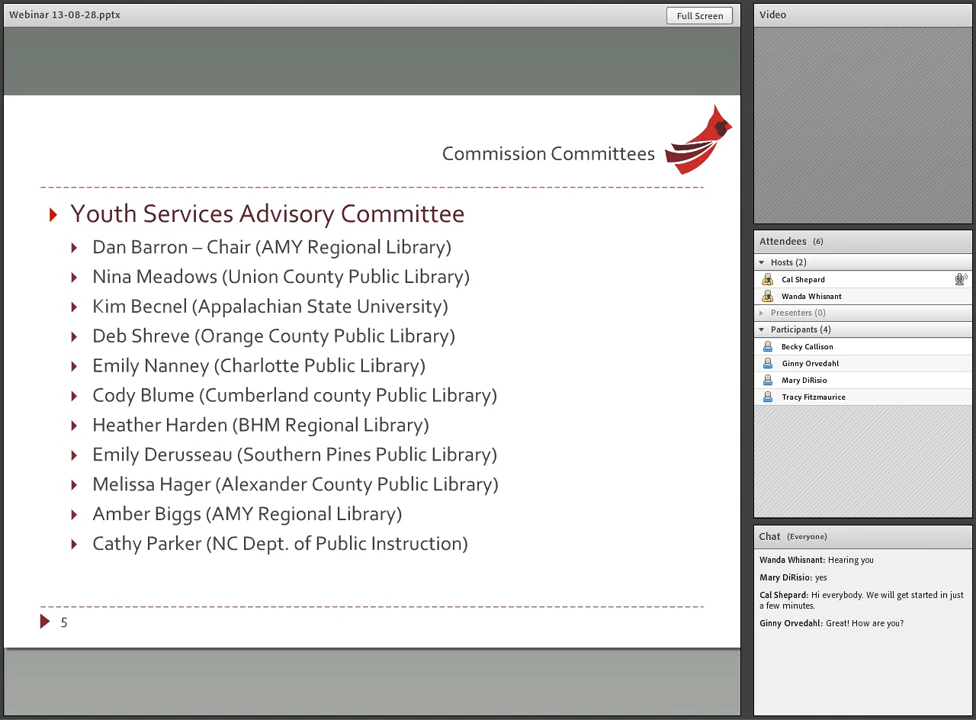 Webinar 13-08-28.pptx
Full Screen
Commission Committees
Youth Services Advisory Committee
Dan Barron – Chair (AMY Regional Library)
Nina Meadows (Union County Public Library)
Kim Becnel (Appalachian State University)
Deb Shreve (Orange County Public Library)
Emily Nanney (Charlotte Public Library)
Cody Blume (Cumberland county Public Library)
Heather Harden (BHM Regional Library)
Emily Derusseau (Southern Pines Public Library)
Melissa Hager (Alexander County Public Library)
Amber Biggs (AMY Regional Library)
Cathy Parker (NC Dept. of Public Instruction)
5
Video
Attendees (6)
Hosts (2)
Cal Shepard
Wanda Whisnant
Presenters (0)
Participants (4)
Becky Callison
Ginny Orvedahl
Mary DiRisio
Tracy Fitzmaurice
Chat (Everyone)
Wanda Whisnant: Hearing you
Mary DiRisio: yes
Cal Shepard: Hi everybody. We will get started in just
a few minutes.
Ginny Orvedahl: Great! How are you?